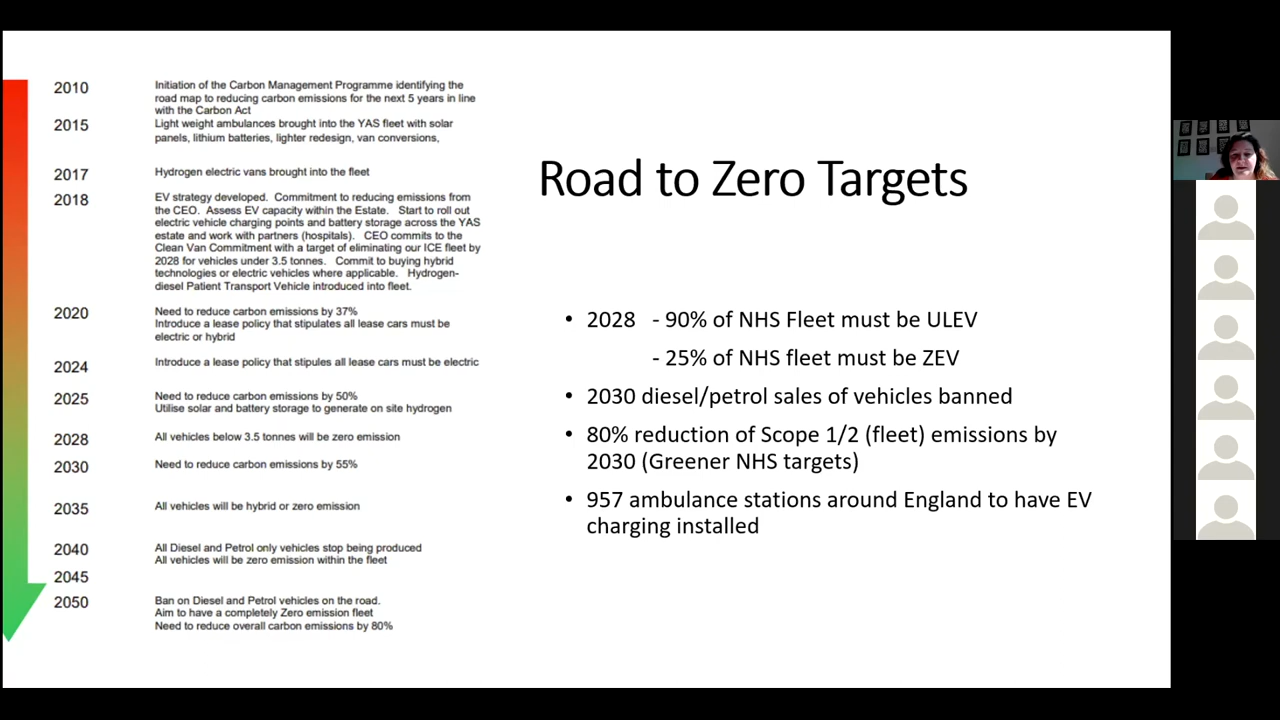 2010 Initiation of the Carbon Management Programme identifying the
road map to reducing carbon emissions for the next 5 years in line
with the Carbon Act
2015 Light weight ambulances brought into the YAS fleet with solar
panels, lithium batteries, lighter redesign, van conversions,
2017 Hydrogen electric vans brought into the fleet
2018 EV strategy developed. Commitment to reducing emissions from
the CEO. Assess EV capacity within the Estate. Start to roll out
electric vehicle charging points and battery storage across the YAS
estate and work with partners (hospitals). CEO commits to the
Clean Van Commitment with a target of eliminating our ICE fleet by
2028 for vehicles under 3.5 tonnes. Commit to buying hybrid
technologies or electric vehicles where applicable. Hydrogen-
diesel Patient Transport Vehicle introduced into fleet.
2020 Need to reduce carbon emissions by 37%
Introduce a lease policy that stipulates all lease cars must be
electric or hybrid
2024 Introduce a lease policy that stipules all lease cars must be electric
2025 Need to reduce carbon emissions by 50%
Utilise solar and battery storage to generate on site hydrogen
2028 All vehicles below 3.5 tonnes will be zero emission
2030 Need to reduce carbon emissions by 55%
2035 All vehicles will be hybrid or zero emission
2040 All Diesel and Petrol only vehicles stop being produced
All vehicles will be zero emission within the fleet
2045
2050 Ban on Diesel and Petrol vehicles on the road.
Aim to have a completely Zero emission fleet
Need to reduce overall carbon emissions by 80%
Road to Zero Targets
• 2028 - 90% of NHS Fleet must be ULEV
- 25% of NHS fleet must be ZEV
• 2030 diesel/petrol sales of vehicles banned
• 80% reduction of Scope 1/2 (fleet) emissions by
2030 (Greener NHS targets)
• 957 ambulance stations around England to have EV
charging installed